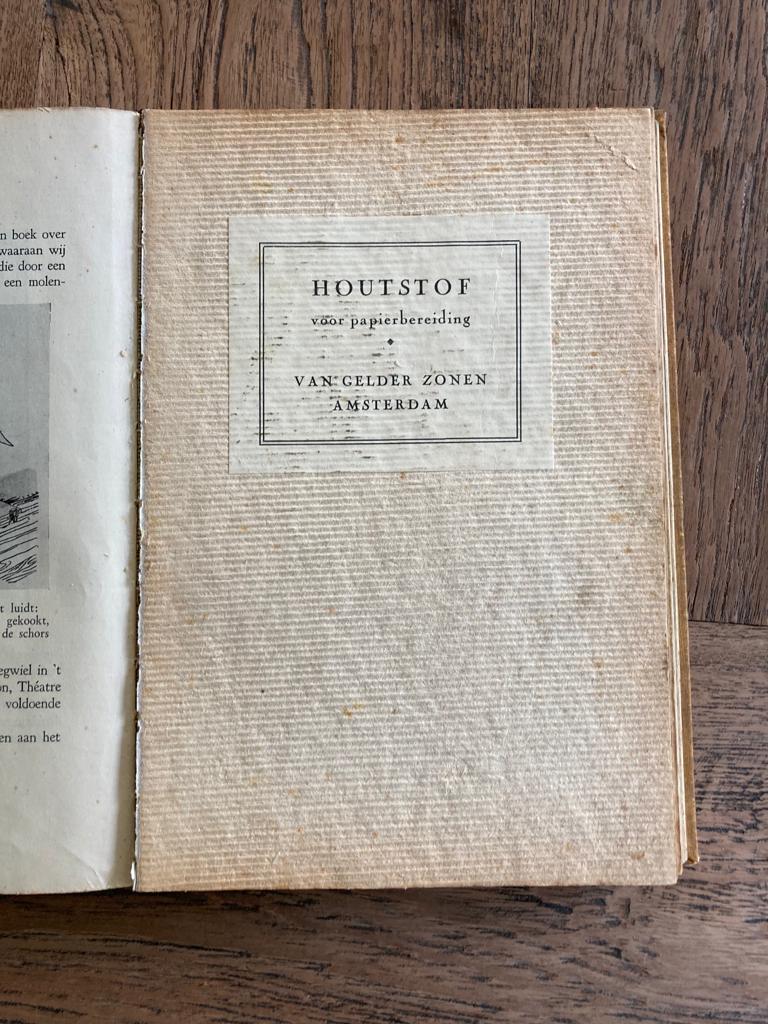 n boek over
waaraan wij
die door een
een molen-
t luidt:
gekookt,
de schors
egwiel in 't
on, Théatre
voldoende
en aan het
HOUTSTOF
voor papierbereiding
VAN GELDER ZONEN
AMSTERDAM